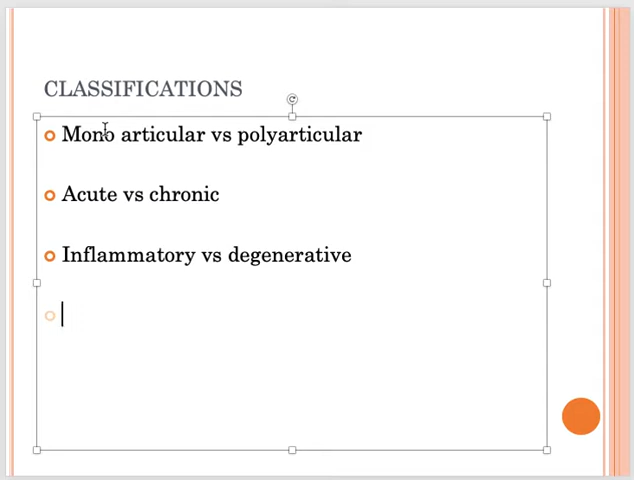 CLASSIFICATIONS
Mono articular vs polyarticular
Acute vs chronic
Inflammatory vs degenerative